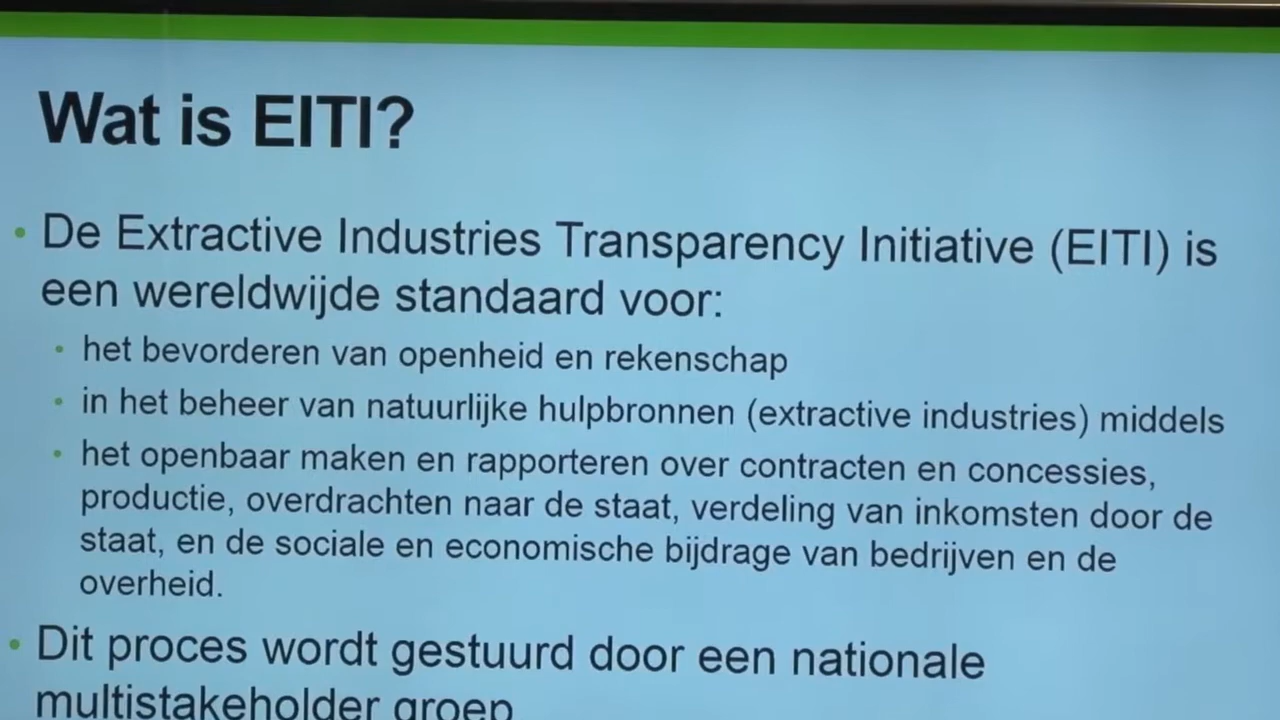 Wat is EITI?
• De Extractive Industries Transparency Initiative (EITI) is
een wereldwijde standaard voor:
• het bevorderen van openheid en rekenschap
• in het beheer van natuurlijke hulpbronnen (extractive industries) middels
• het openbaar maken en rapporteren over contracten en concessies,
productie, overdrachten naar de staat, verdeling van inkomsten door de
staat, en de sociale en economische bijdrage van bedrijven en de
overheid.
• Dit proces wordt gestuurd door een nationale
multistakeholder groep